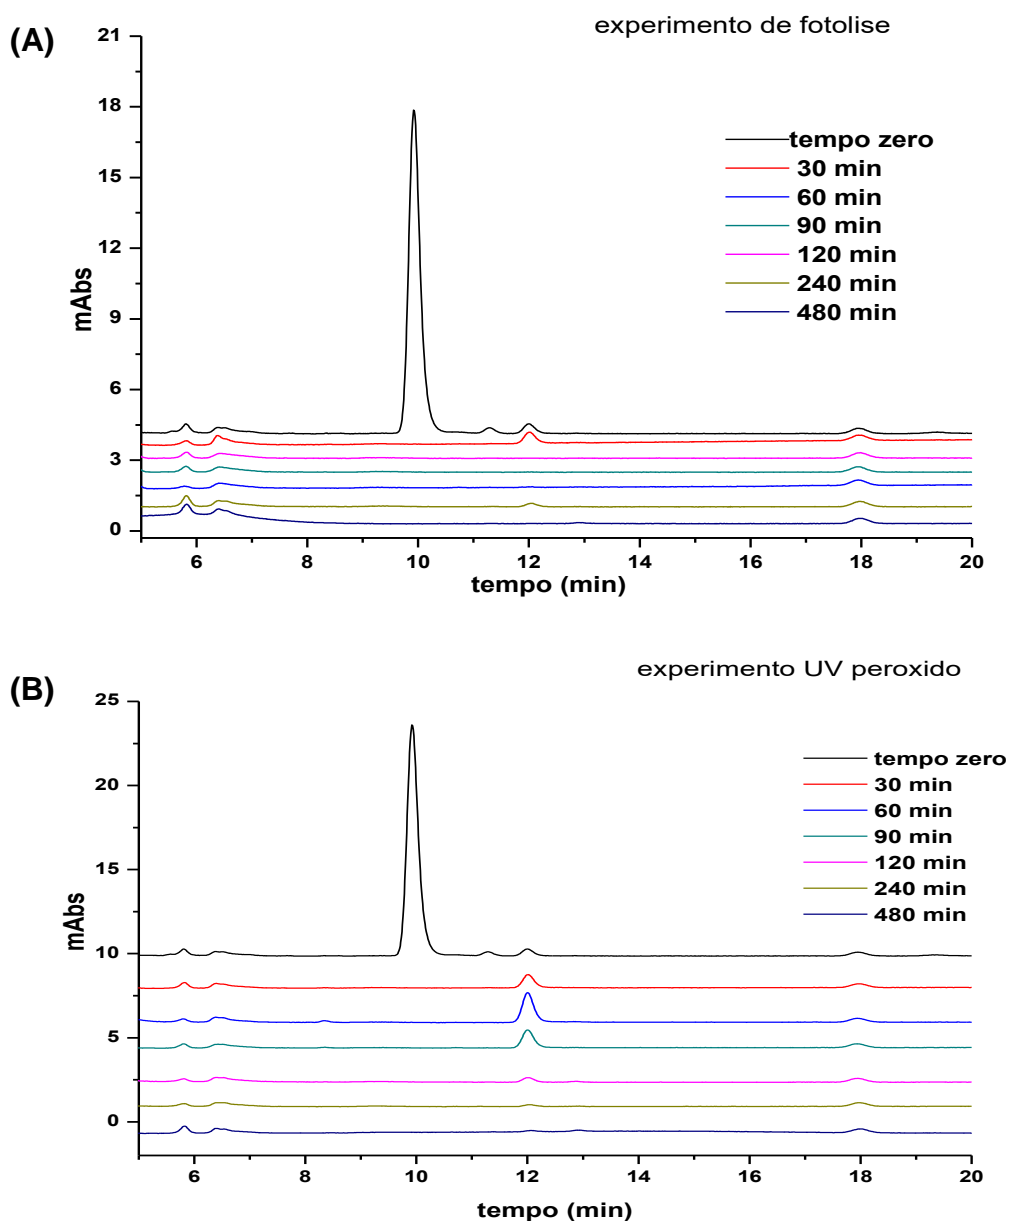 (A)
experimento de fotolise
21
18
15
12
9
6
3
0
mAbs
tempo zero
30 min
60 min
90 min
120 min
240 min
480 min
6 8 10 12 14 16 18 20
tempo (min)
(B)
experimento UV peroxido
25
20
15
10
5
0
mAbs
tempo zero
30 min
60 min
90 min
120 min
240 min
480 min
6 8 10 12 14 16 18 20
tempo (min)